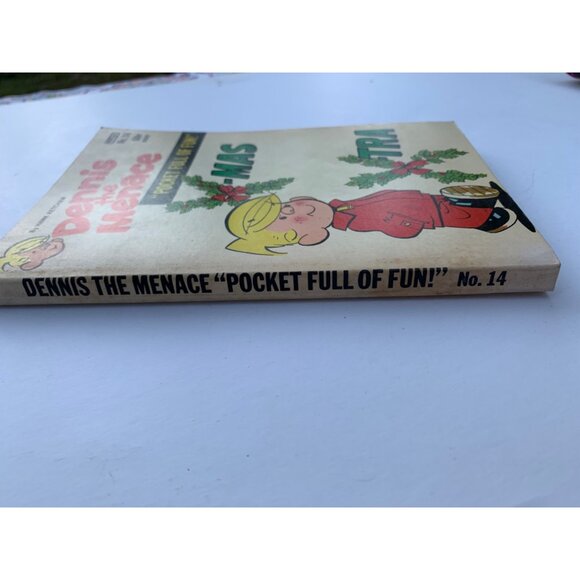 Dennis
the
Menace
"POCKET FULL OF FUN"
-MAS
-TRA
DENNIS THE MENACE "POCKET FULL OF FUN!" No. 14